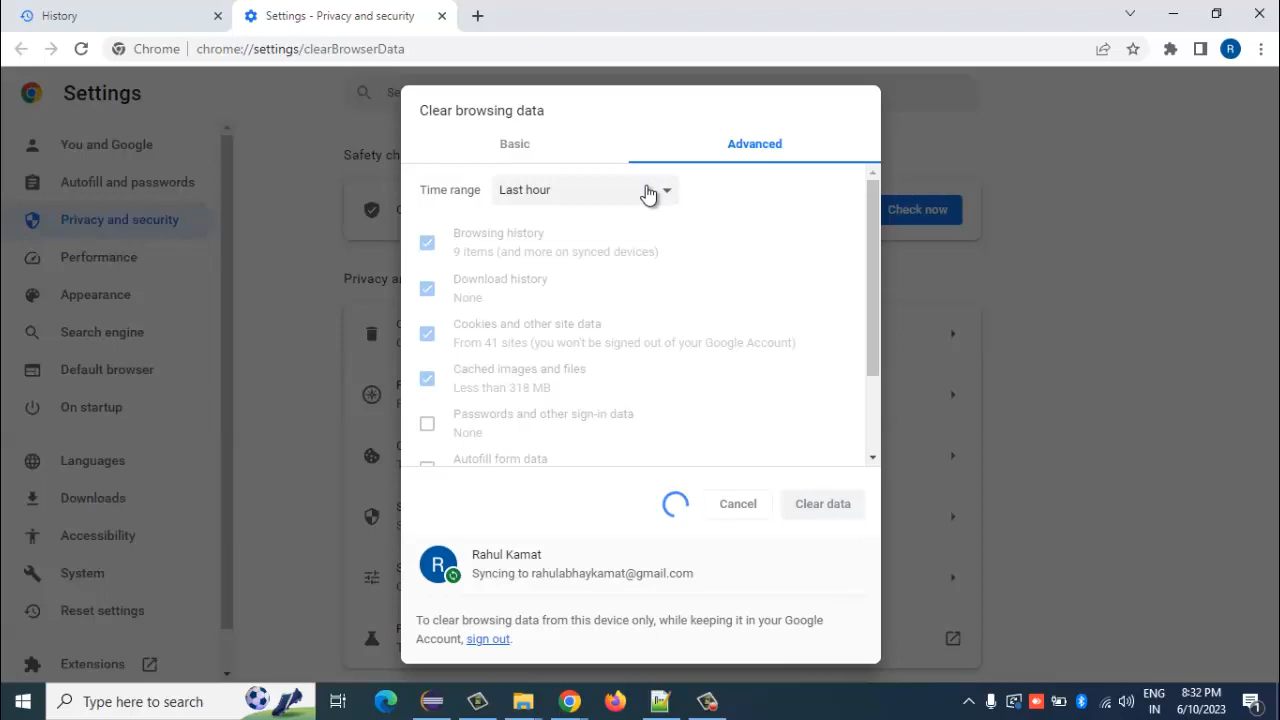 History
Settings - Privacy and security
Chrome
chrome://settings/clearBrowserData
R
Settings
Se
You and Google
Autofill and passwords
Privacy and security
Performance
Appearance
Search engine
Default browser
On startup
Languages
Downloads
Accessibility
System
Reset settings
Extensions
Safety ch
Check now
Privacy an
Clear browsing data
Basic
Advanced
Time range
Last hour
Browsing history
9 items (and more on synced devices)
Download history
None
Cookies and other site data
From 41 sites (you won't be signed out of your Google Account)
Cached images and files
Less than 318 MB
Passwords and other sign-in data
None
Autofill form data
Cancel
Clear data
R
Rahul Kamat
Syncing to rahulabhaykamat@gmail.com
To clear browsing data from this device only, while keeping it in your Google
Account, sign out.
Type here to search
ENG
IN
8:32 PM
6/10/2023
1